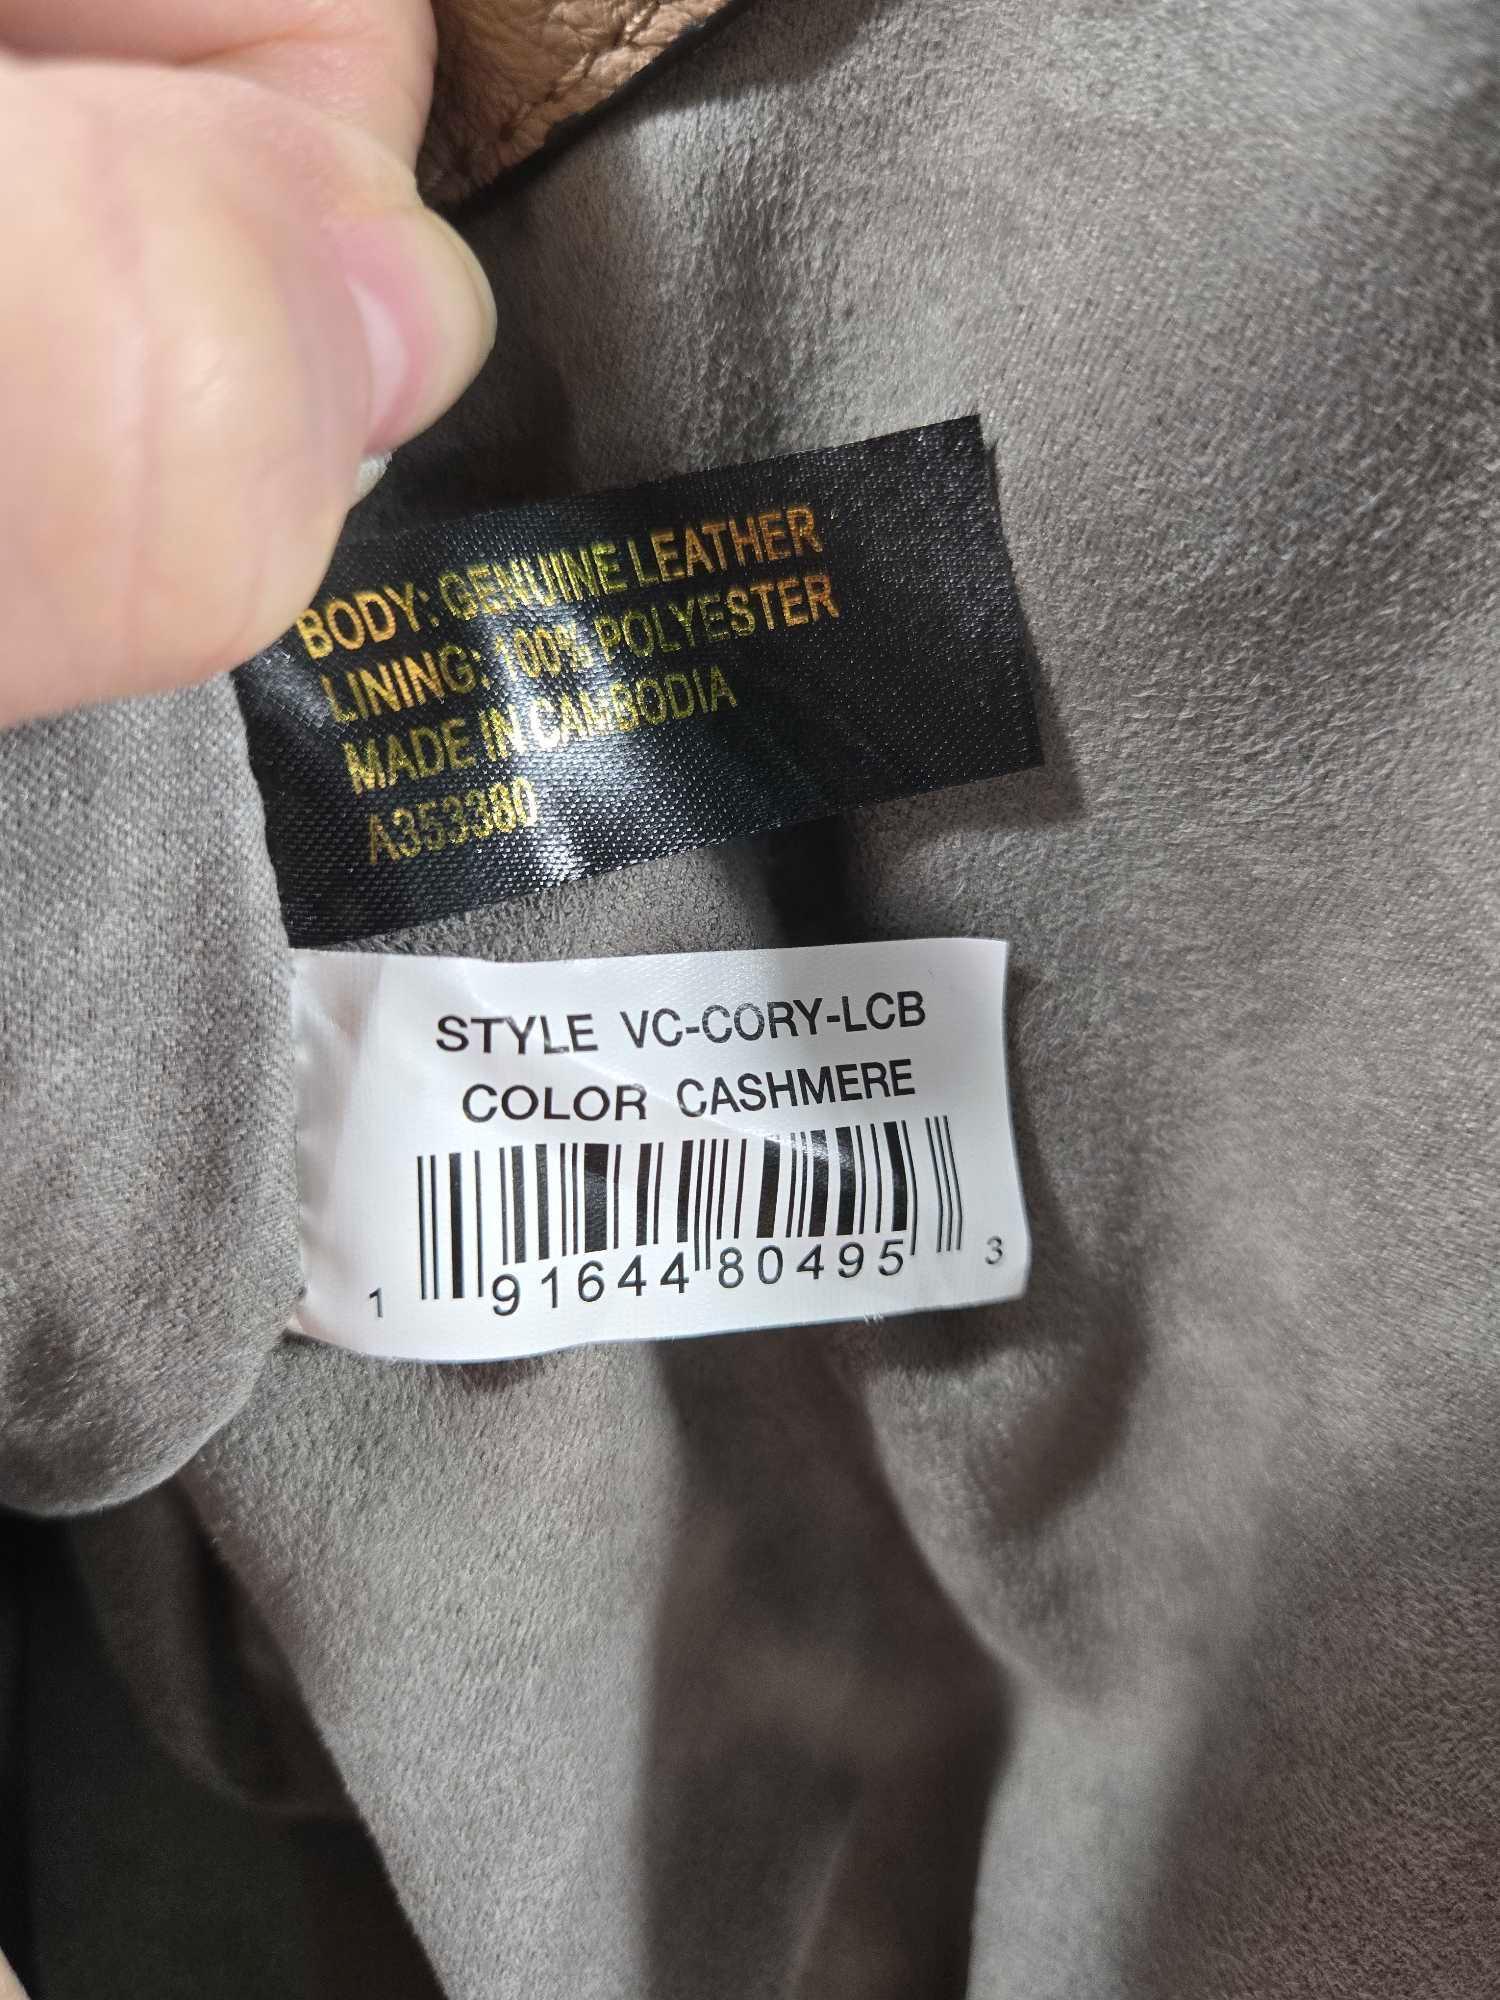 BODY: GENUINE LEATHER
LINING: 100% POLYESTER
MADE IN CAMBODIA
A353380
STYLE VC-CORY-LCB
COLOR CASHMERE
1 91644 80495 3